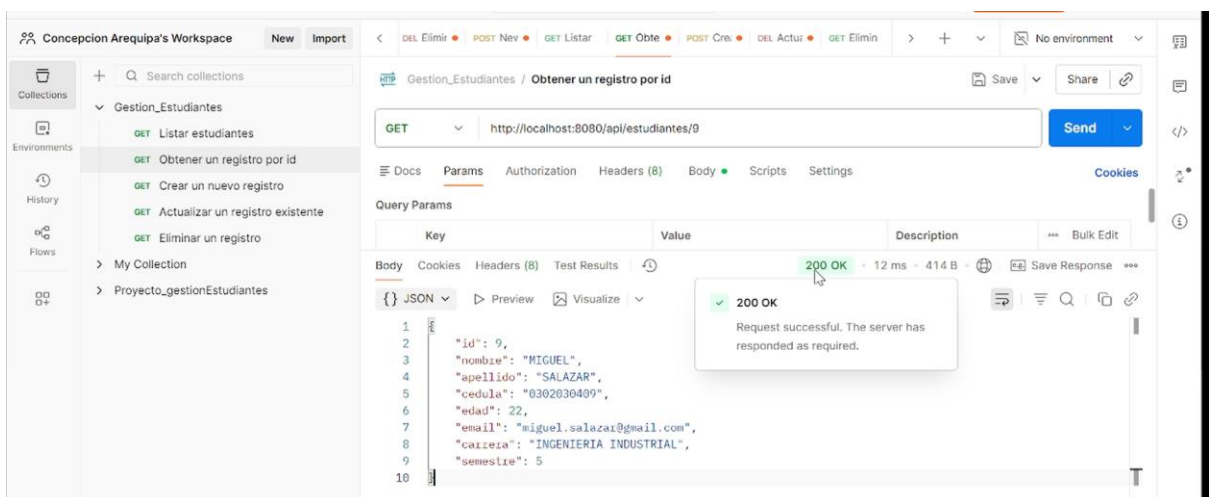 Concepcion Arequipa's Workspace New Import
DEL Elimir POST Nev GET Listar GET Obte POST Cre DEL Actua GET Elimin No environment
Collections
Environments
History
Flows
Search collections
Gestion_Estudiantes
GET Listar estudiantes
GET Obtener un registro por id
GET Crear un nuevo registro
GET Actualizar un registro existente
GET Eliminar un registro
My Collection
Proyecto_gestionEstudiantes
HTTP Gestion_Estudiantes / Obtener un registro por id Save Share
GET http://localhost:8080/api/estudiantes/9 Send
Docs Params Authorization Headers (8) Body Scripts Settings Cookies
Query Params
Key Value Description Bulk Edit
Body Cookies Headers (8) Test Results 200 OK 12 ms 414 B Save Response
{} JSON Preview Visualize
200 OK
Request successful. The server has
responded as required.
1 {
2 "id": 9,
3 "nombre": "MIGUEL",
4 "apellido": "SALAZAR",
5 "cedula": "0302030409",
6 "edad": 22,
7 "email": "miguel.salazar@gmail.com",
8 "carrera": "INGENIERIA INDUSTRIAL",
9 "semestre": 5
10 }